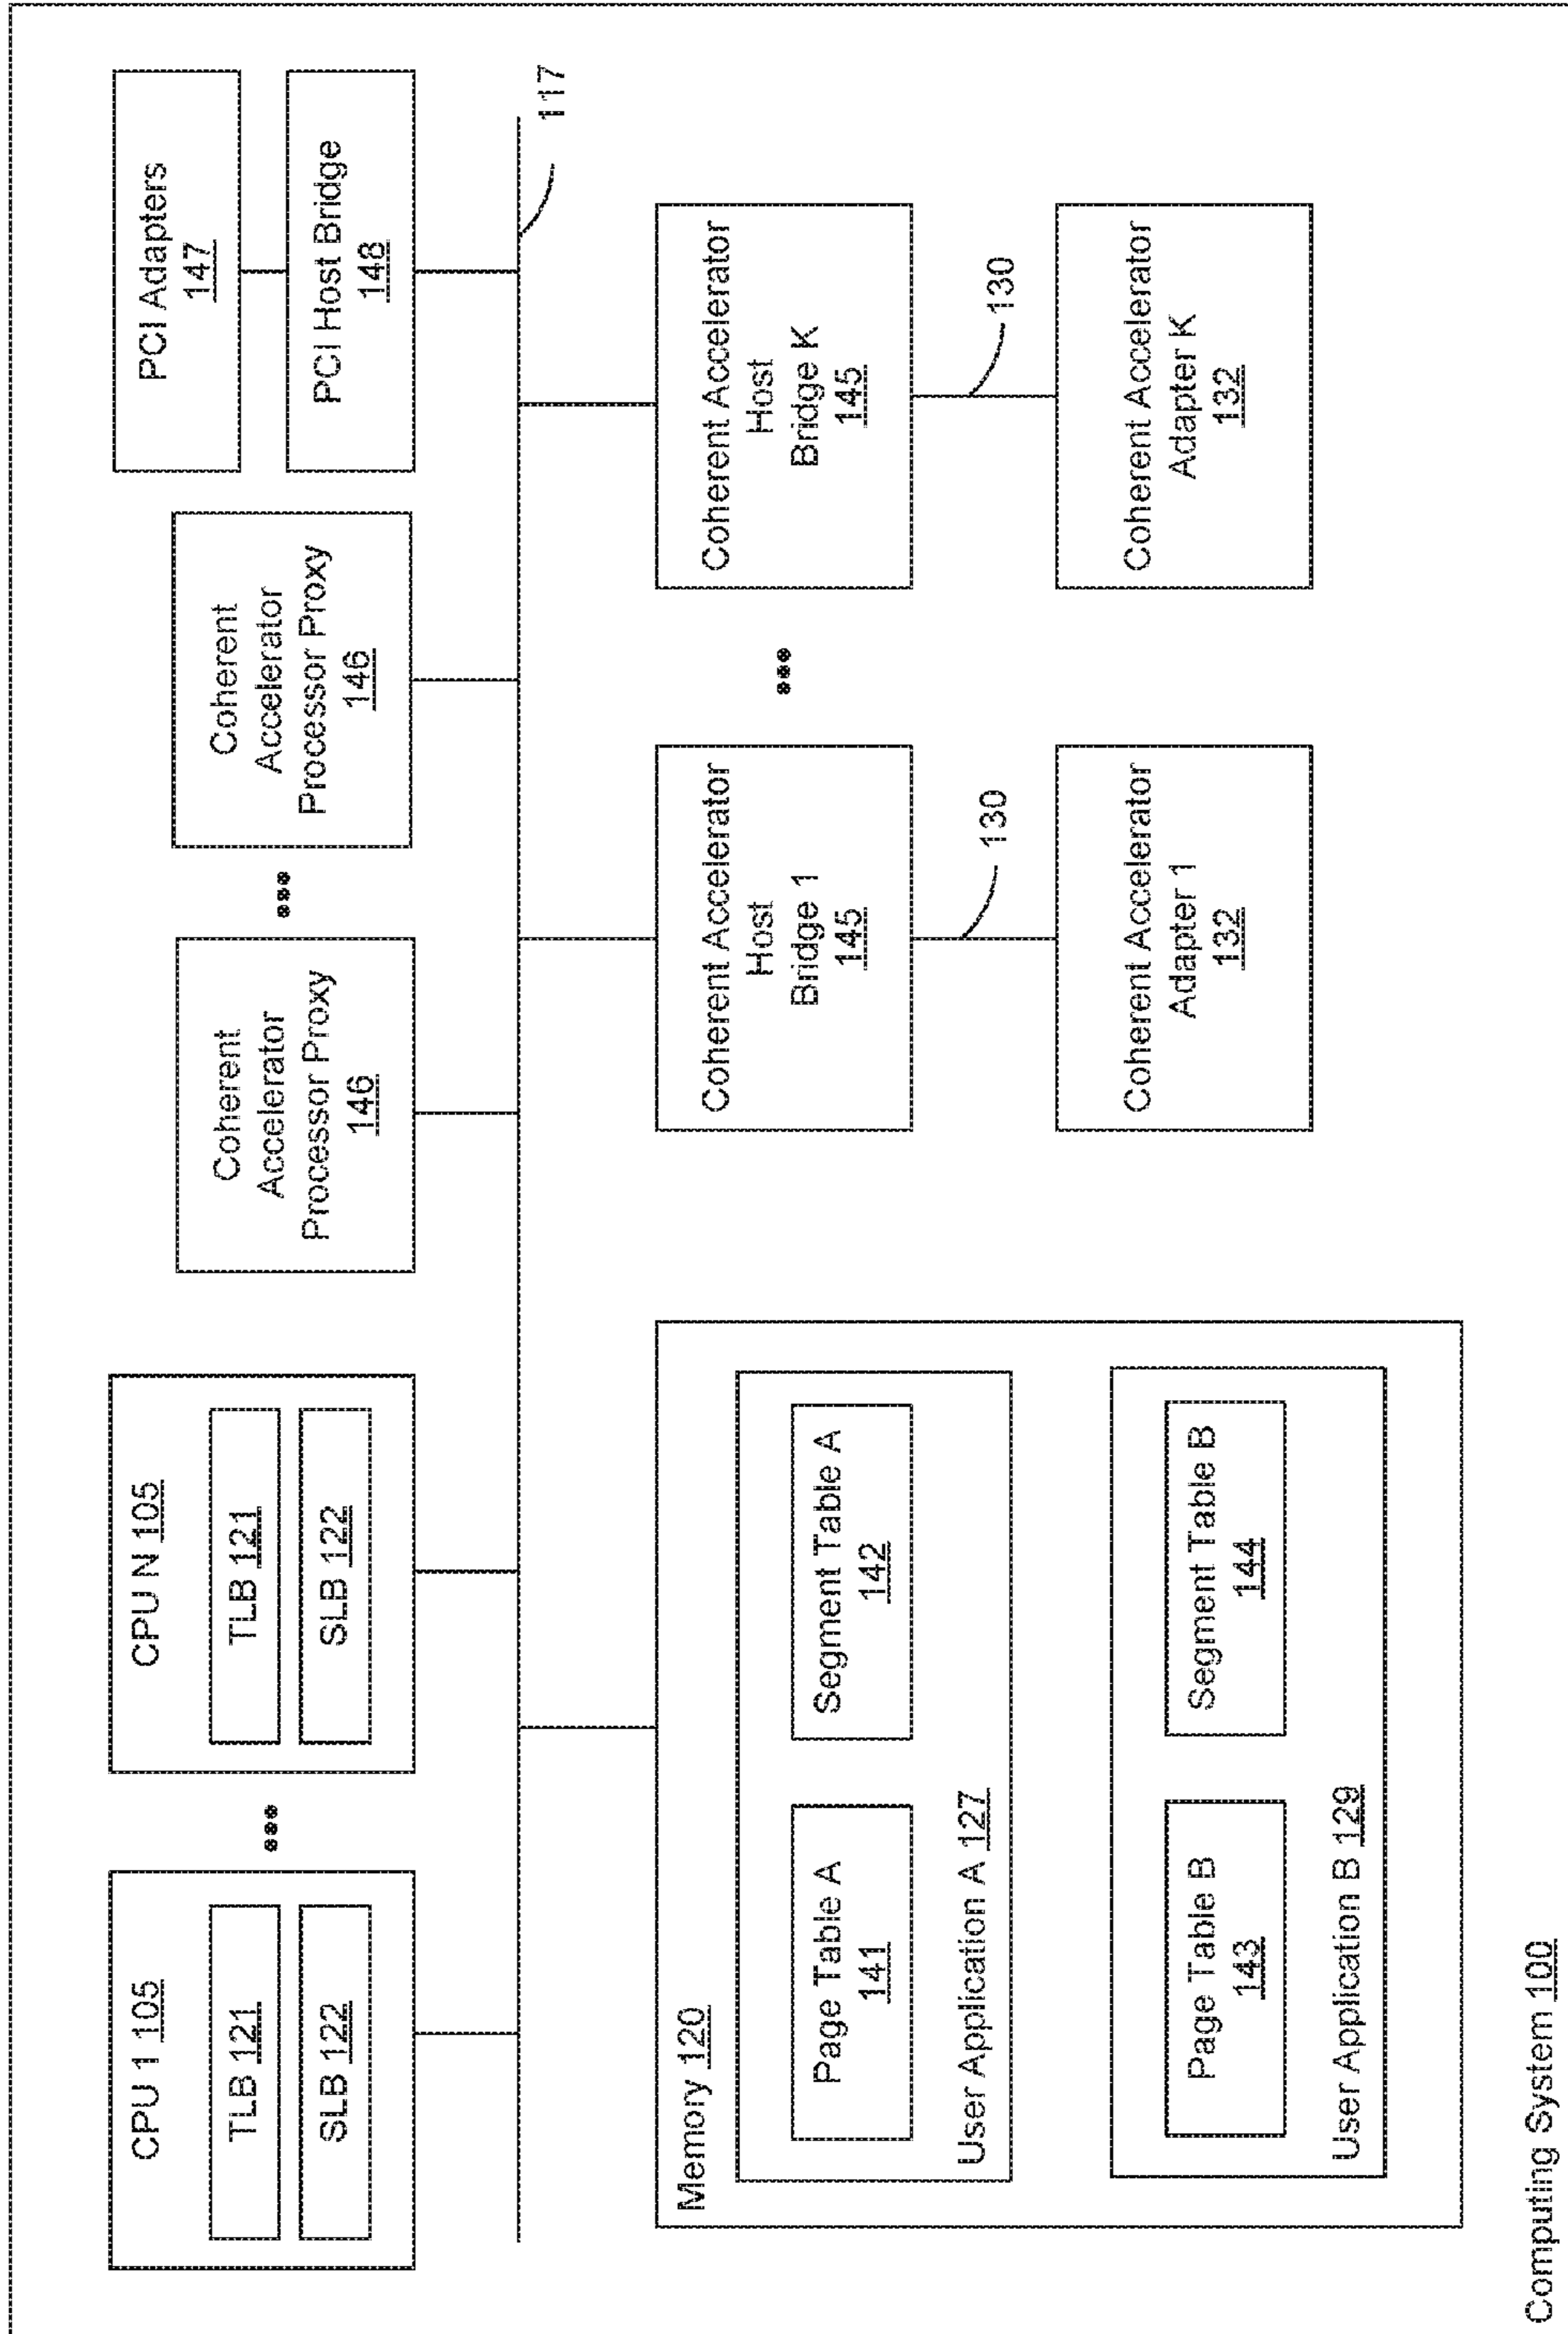 CPU 1 105
TLB 121
SLB 122
•••
CPU N 105
TLB 121
SLB 122
Coherent
Accelerator
Processor Proxy
146
•••
Coherent
Accelerator
Processor Proxy
146
PCI Adapters
147
PCI Host Bridge
148
117
Memory 120
Page Table A
141
Segment Table A
142
User Application A 127
Page Table B
143
Segment Table B
144
User Application B 129
Coherent Accelerator
Host
Bridge 1
145
•••
Coherent Accelerator
Host
Bridge K
145
130
130
Coherent Accelerator
Adapter 1
132
Coherent Accelerator
Adapter K
132
Computing System 100